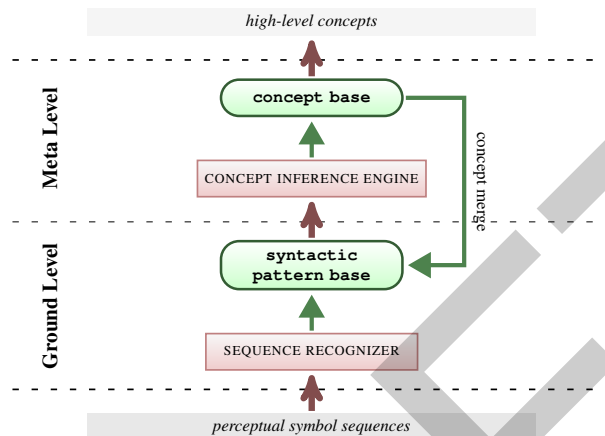 high-level concepts
Meta Level
concept base
CONCEPT INFERENCE ENGINE
concept merge
Ground Level
syntactic
pattern base
SEQUENCE RECOGNIZER
perceptual symbol sequences